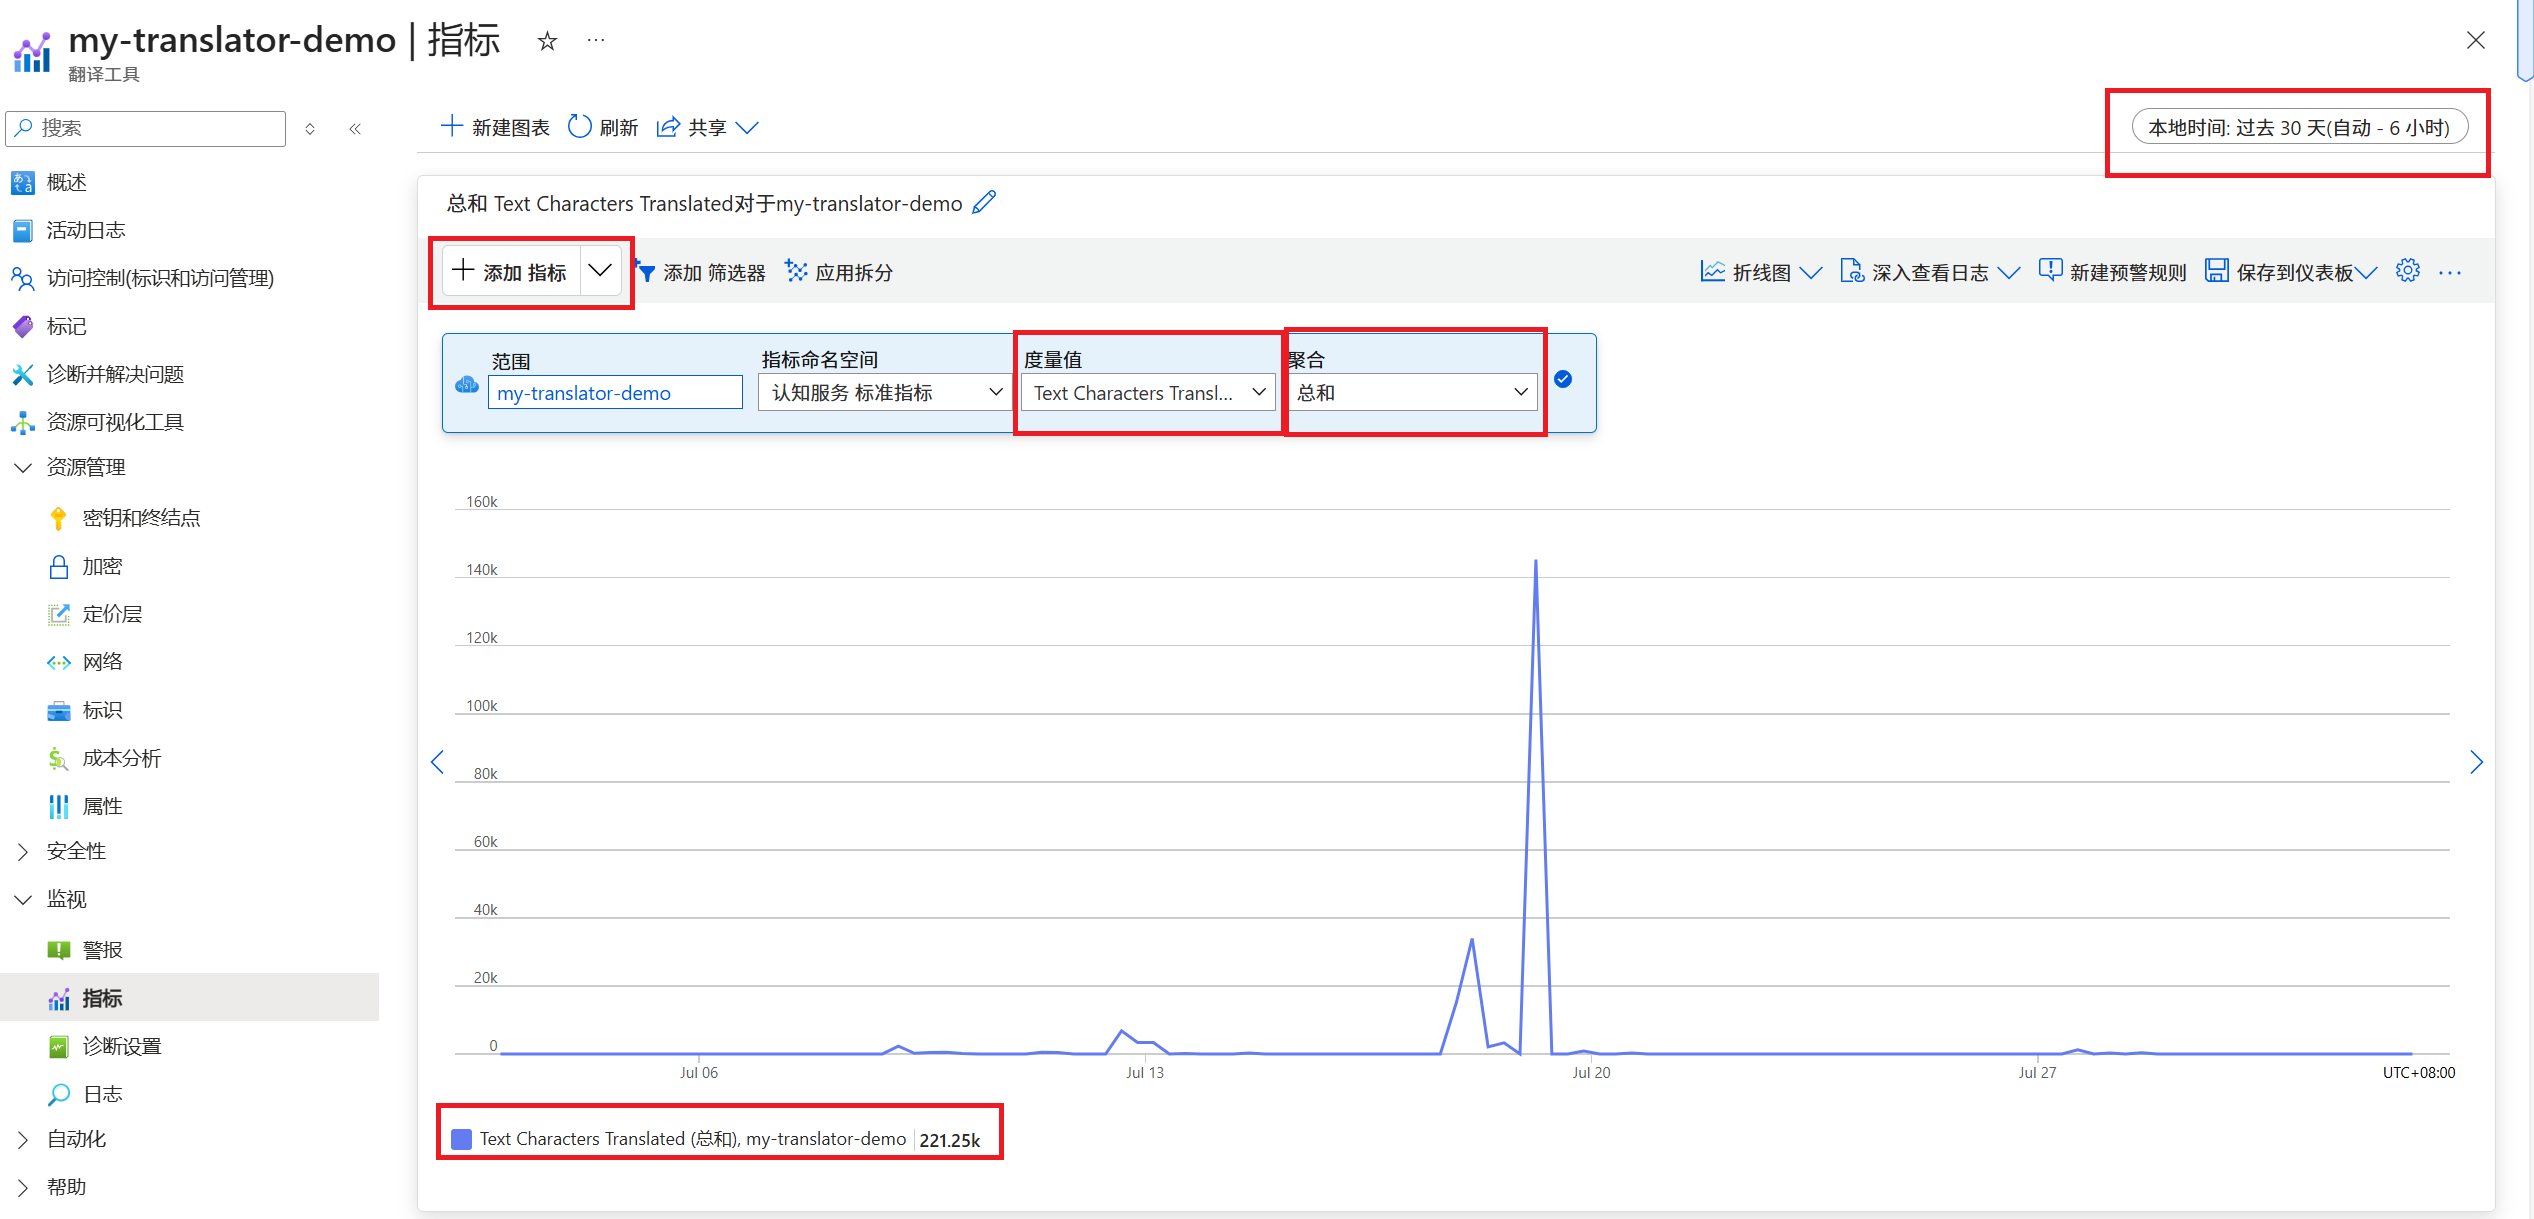 my-translator-demo | 指标
翻译工具
搜索
概述
活动日志
访问控制(标识和访问管理)
标记
诊断并解决问题
资源可视化工具
资源管理
密钥和终结点
加密
定价层
网络
标识
成本分析
属性
安全性
监视
警报
指标
诊断设置
日志
自动化
帮助
新建图表 刷新 共享
本地时间: 过去 30 天(自动 - 6 小时)
总和 Text Characters Translated对于my-translator-demo
添加 指标 添加 筛选器 应用拆分 折线图 深入查看日志 新建预警规则 保存到仪表板
范围 指标命名空间 度量值 聚合
my-translator-demo 认知服务 标准指标 Text Characters Transl... 总和
160k
140k
120k
100k
80k
60k
40k
20k
0
Jul 06 Jul 13 Jul 20 Jul 27 UTC+08:00
Text Characters Translated (总和), my-translator-demo 221.25k